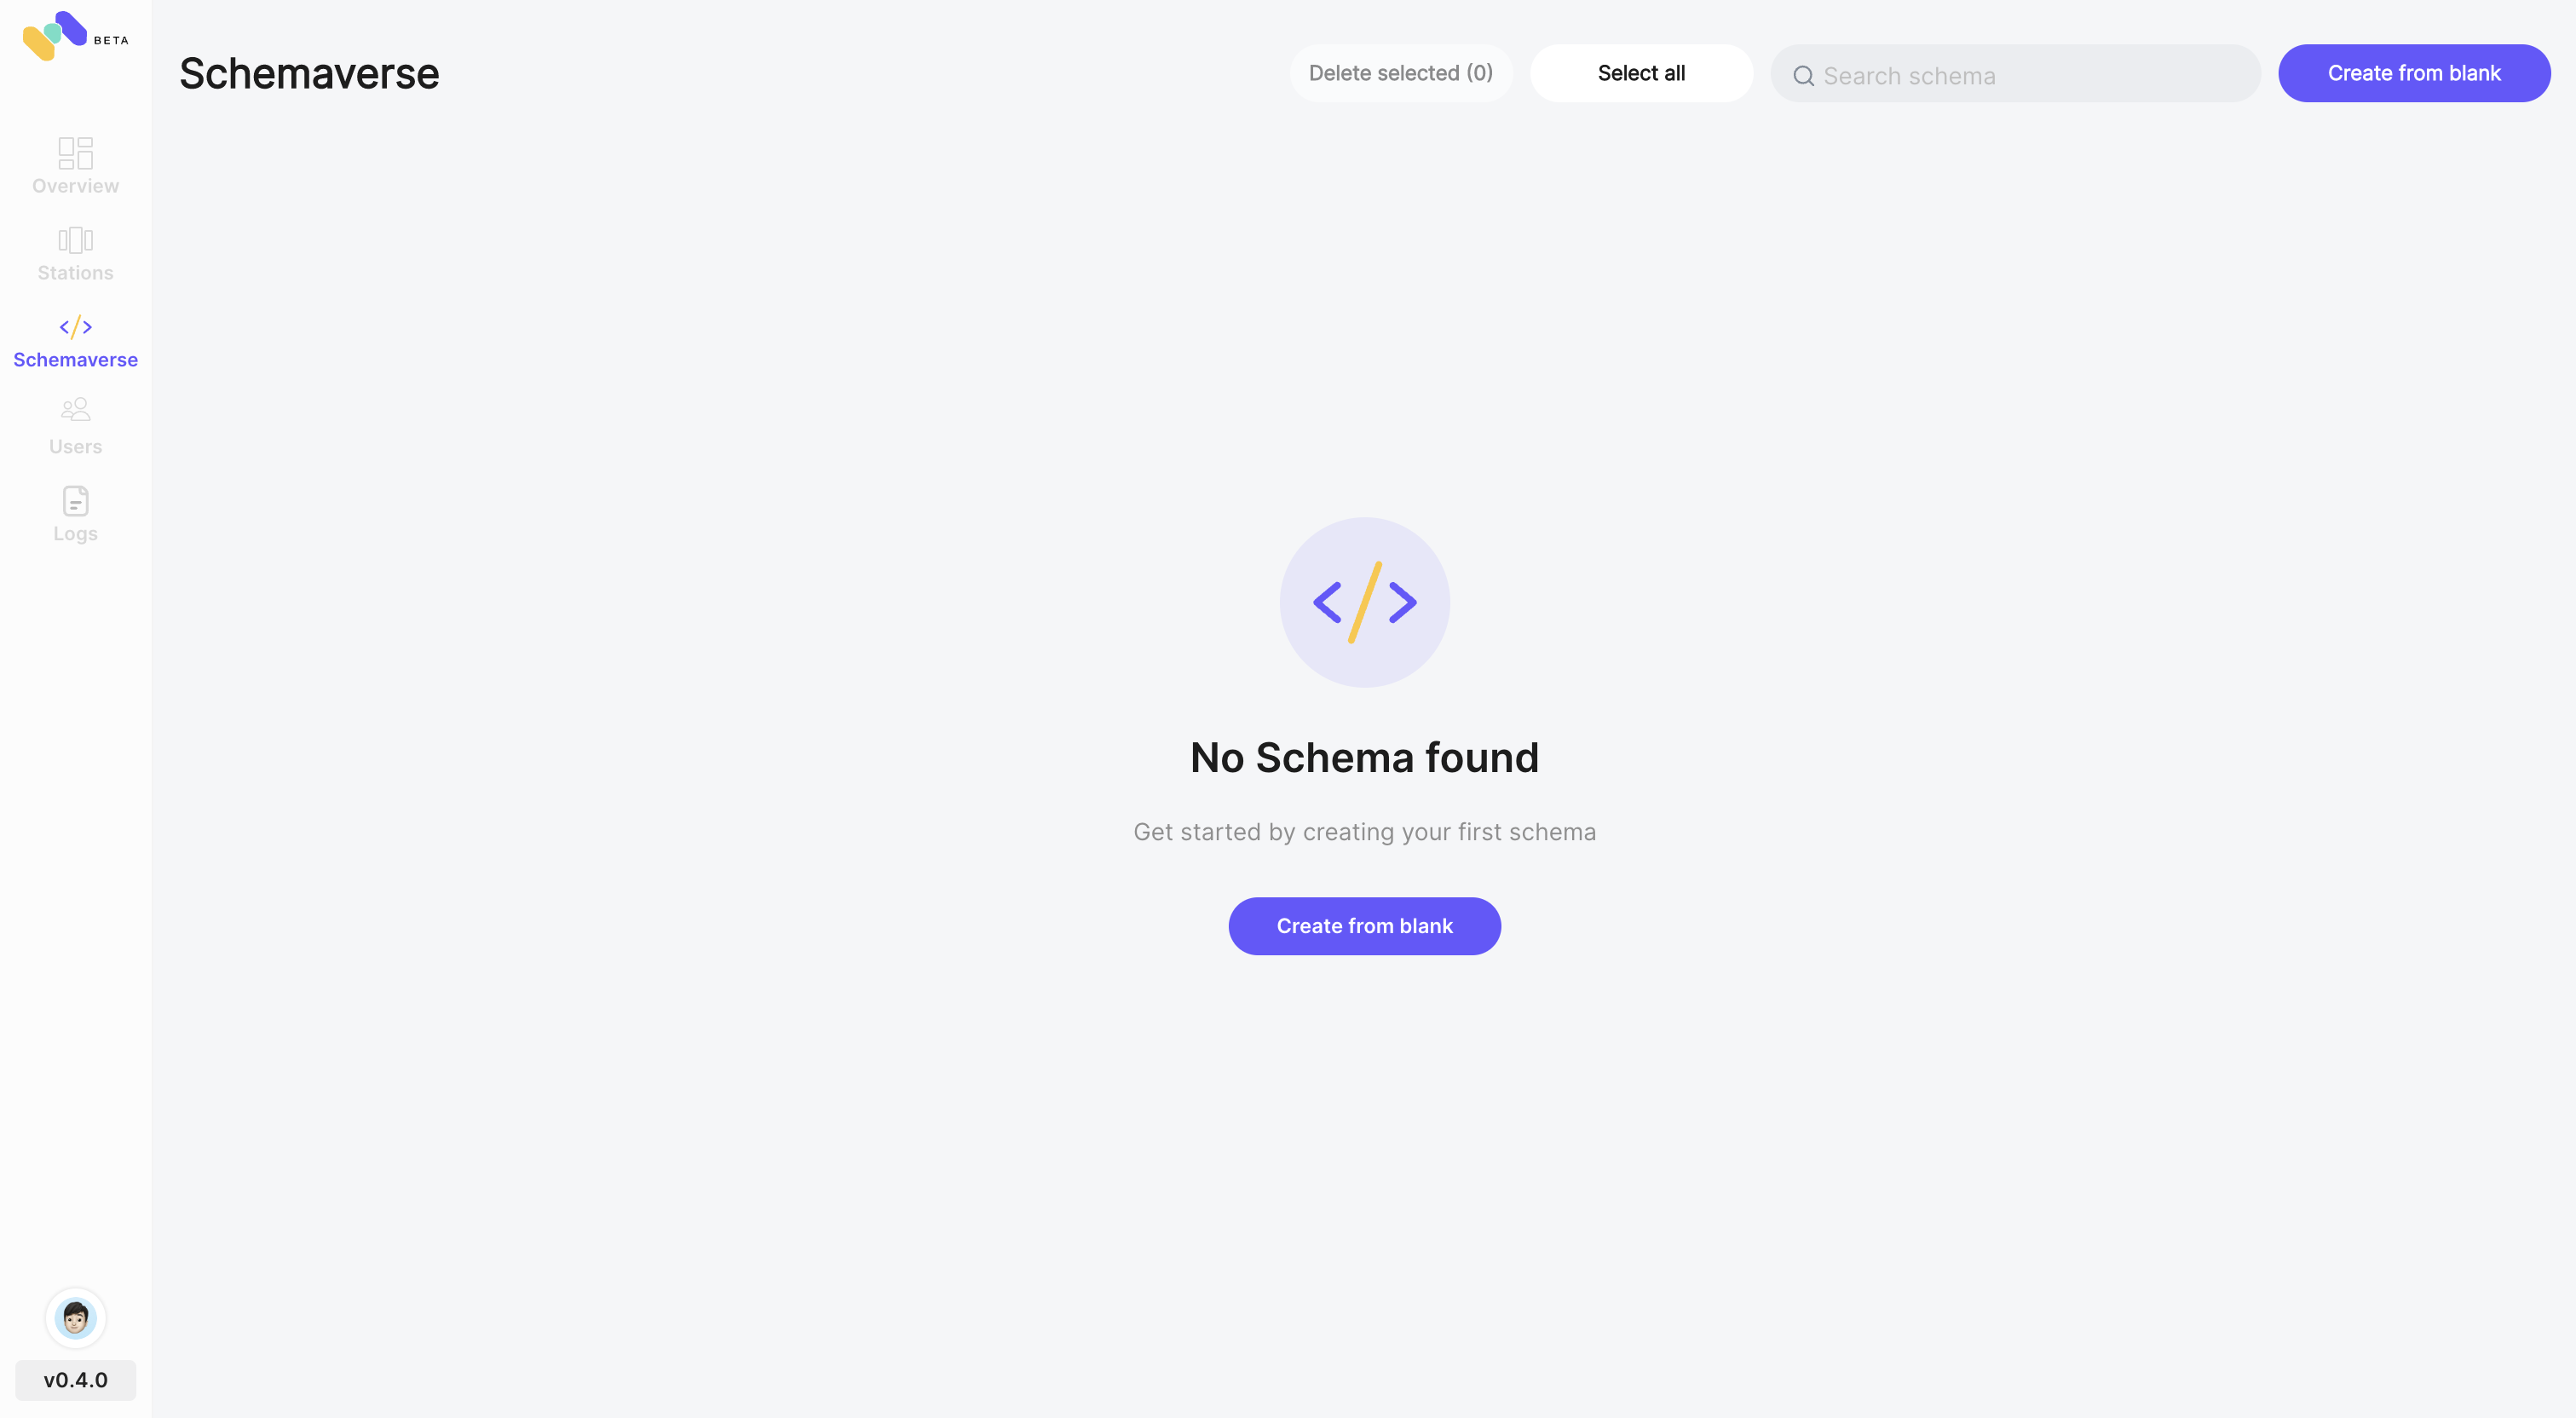 BETA
Overview
Stations
Schemaverse
Users
Logs
v0.4.0
Schemaverse
Delete selected (0)
Select all
Search schema
Create from blank
No Schema found
Get started by creating your first schema
Create from blank